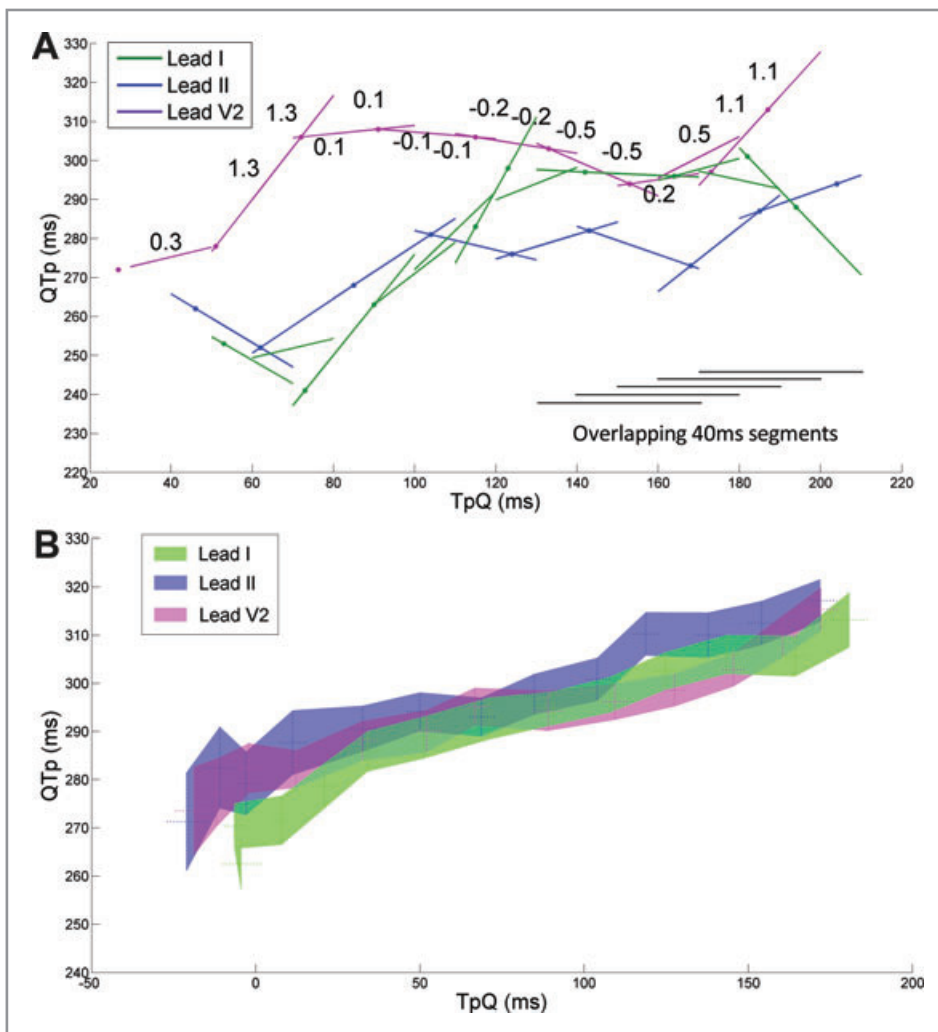 A
Lead I
Lead II
Lead V2
330
320
310
300
290
280
270
260
250
240
230
220
QTp (ms)
0.3
1.3
1.3
0.1
0.1
-0.1
-0.1
-0.2
-0.2
-0.5
-0.5
0.2
0.5
1.1
1.1
Overlapping 40ms segments
20 40 60 80 100 120 140 160 180 200 220
TpQ (ms)
B
Lead I
Lead II
Lead V2
330
320
310
300
290
280
270
260
250
240
QTp (ms)
-50 0 50 100 150 200
TpQ (ms)